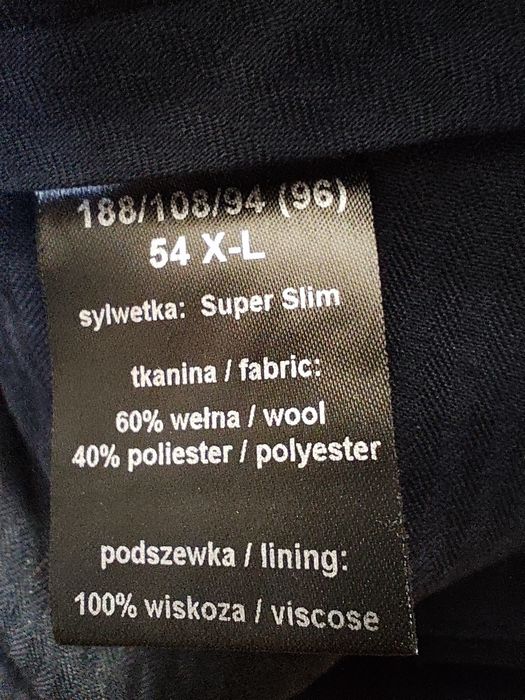 188/108/94 (96)
54 X-L
sylwetka: Super Slim
tkanina / fabric:
60% wełna / wool
40% poliester / polyester
podszewka / lining:
100% wiskoza / viscose